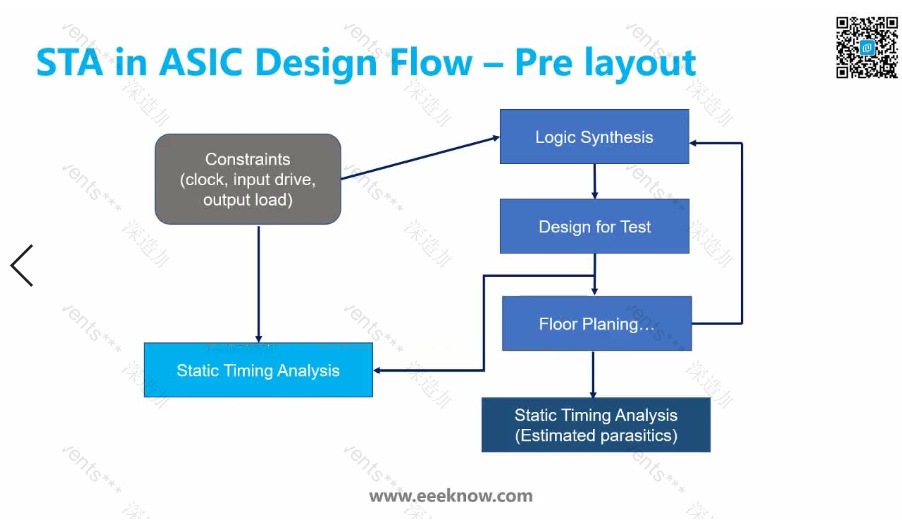 STA in ASIC Design Flow – Pre layout
Constraints
(clock, input drive,
output load)
Logic Synthesis
Design for Test
Floor Planing...
Static Timing Analysis
Static Timing Analysis
(Estimated parasitics)
www.eeeknow.com